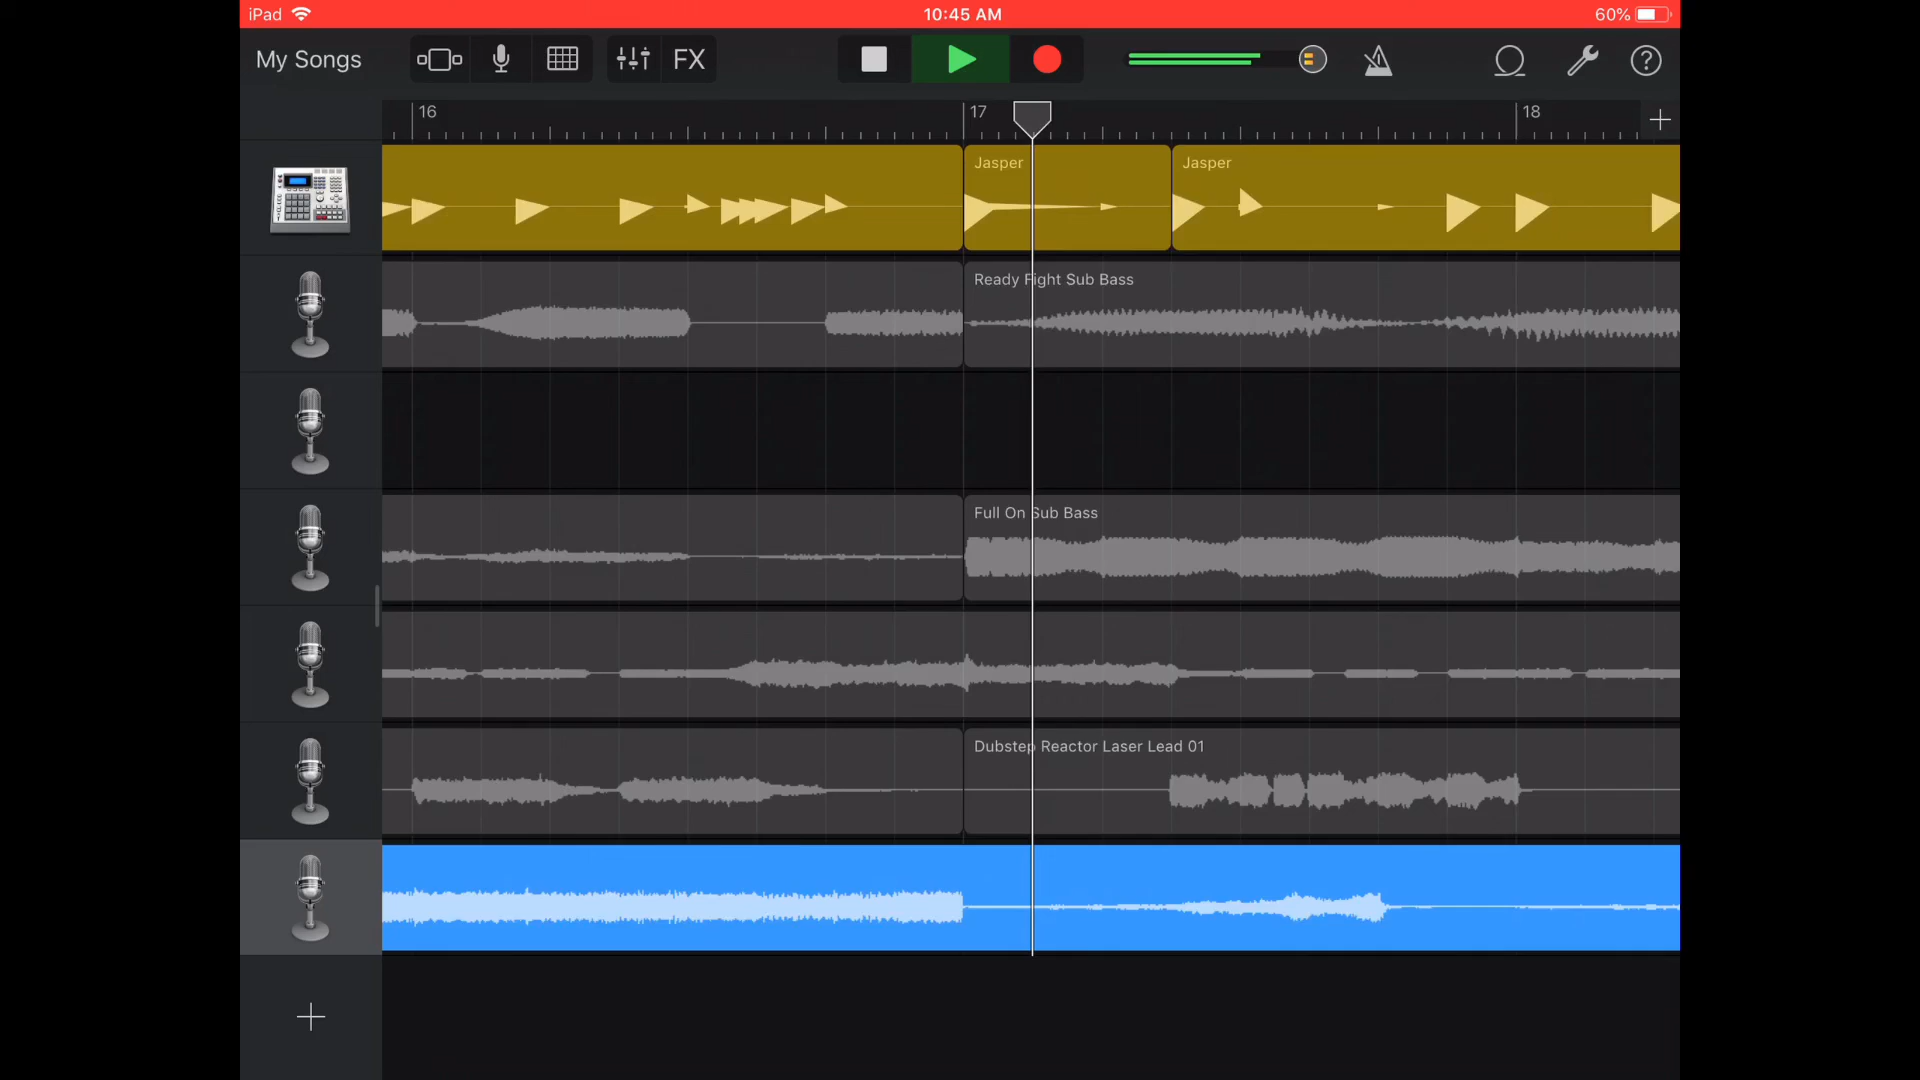 iPad 10:45 AM 60%
My Songs FX
16 17 18
Jasper Jasper
Ready Fight Sub Bass
Full On Sub Bass
Dubstep Reactor Laser Lead 01